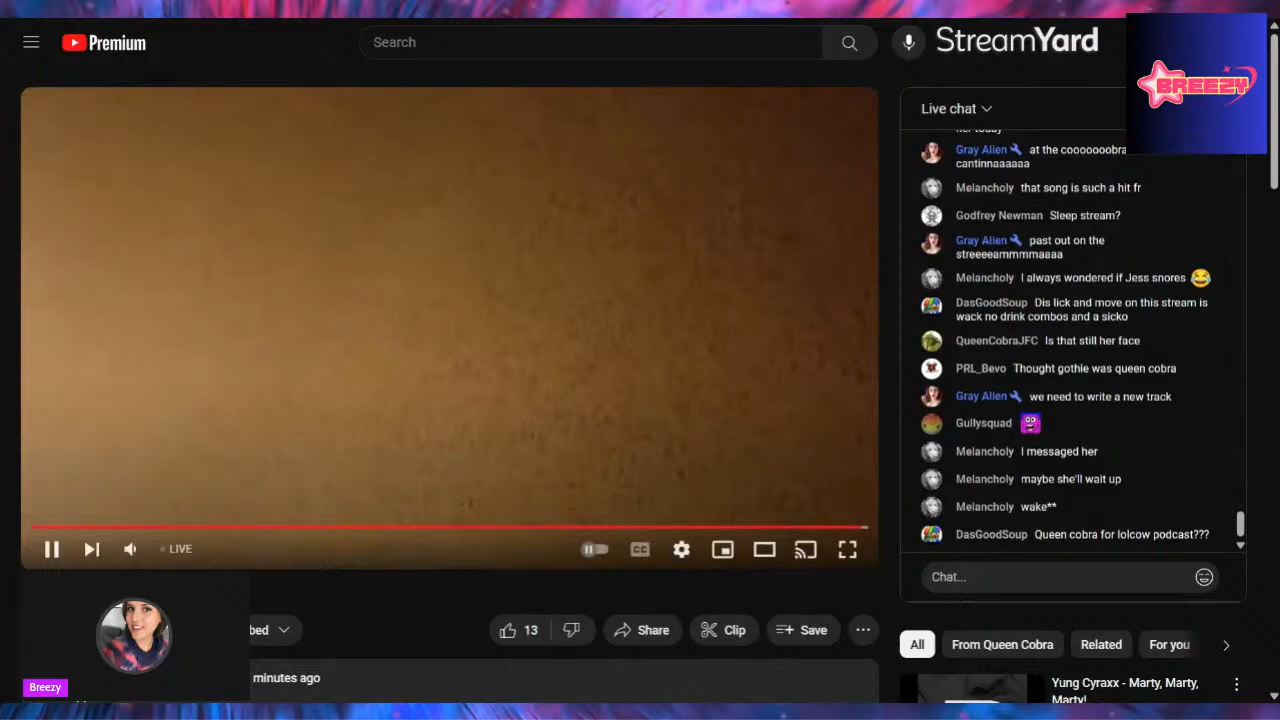 Premium
Search
StreamYard
BREEZY
Live chat
her today
Gray Alien at the coooooobra
cantinnaaaaaa
Melancholy that song is such a hit fr
Godfrey Newman Sleep stream?
Gray Alien past out on the
streeeeammmmaaaa
Melancholy I always wondered if Jess snores
DasGoodSoup Dis lick and move on this stream is
wack no drink combos and a sicko
QueenCobraJFC Is that still her face
PRL_Bevo Thought gothie was queen cobra
Gray Alien we need to write a new track
Gullysquad
Melancholy I messaged her
Melancholy maybe she'll wait up
Melancholy wake**
DasGoodSoup Queen cobra for lolcow podcast???
Chat...
LIVE
CC
bed
13
Share
Clip
Save
All
From Queen Cobra
Related
For you
minutes ago
Breezy
Yung Cyraxx - Marty, Marty,
Marty!